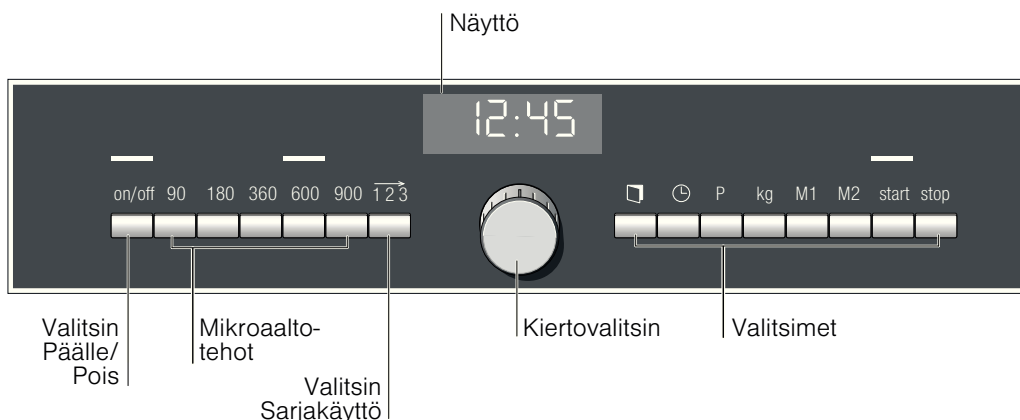 Näyttö
12:45
on/off 90 180 360 600 900 1 2 3
P kg M1 M2 start stop
Valitsin
Päälle/
Pois
Mikroaalto-
tehot
Valitsin
Sarjakäyttö
Kiertovalitsin
Valitsimet